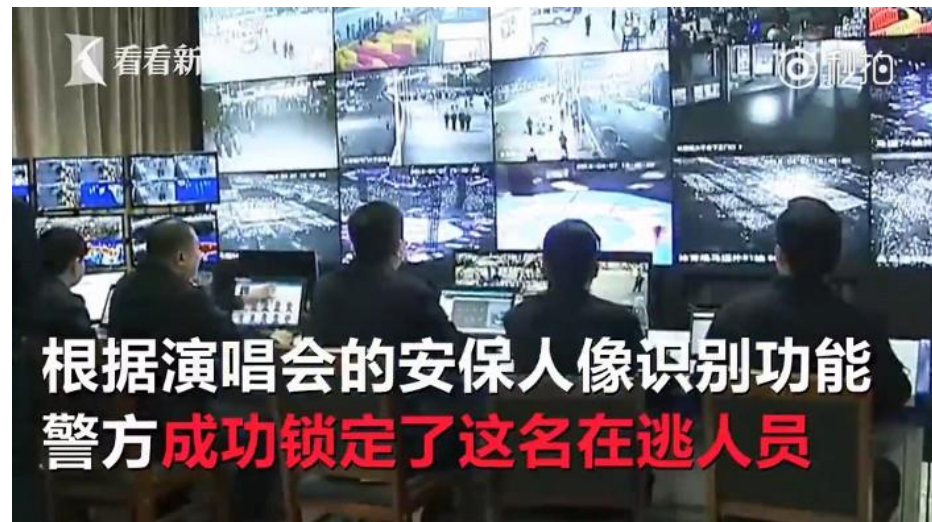 看看新
秒拍
根据演唱会的安保人像识别功能
警方成功锁定了这名在逃人员